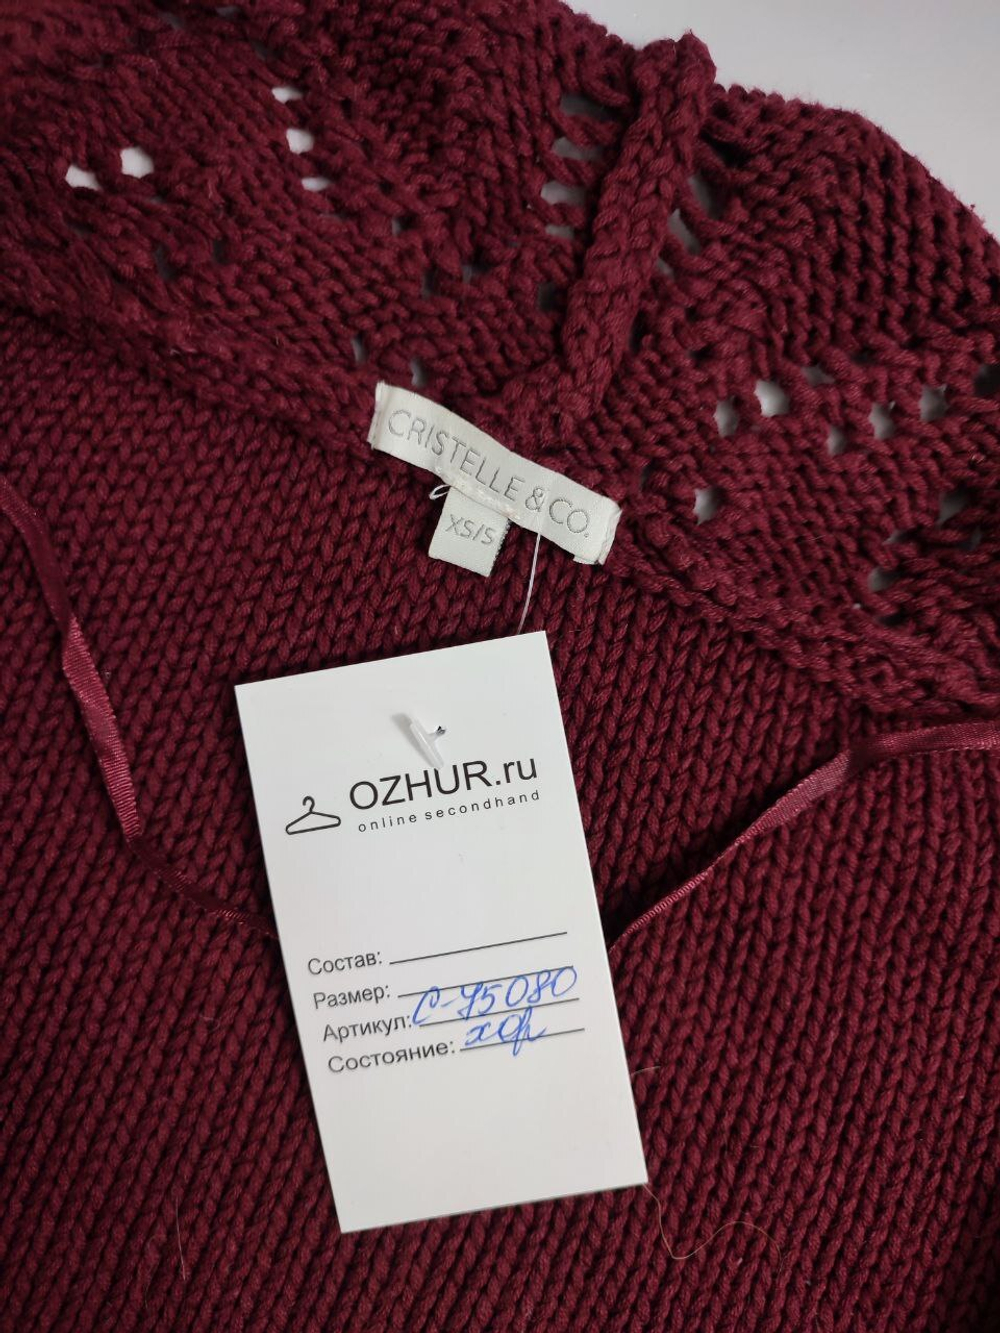 CRISTELLE & CO.
XS/S
OZHUR.ru
online secondhand
Состав:
Размер:
Артикул: С-75080
Состояние: хор